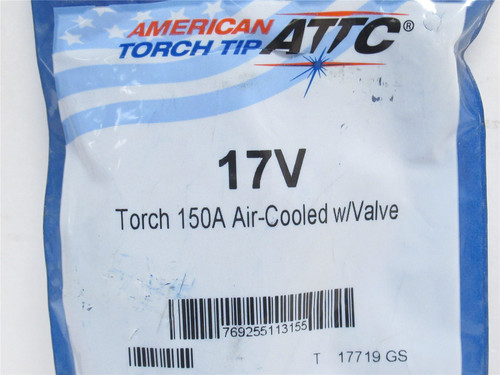 AMERICAN
TORCH TIP ATTC®
17V
Torch 150A Air-Cooled w/Valve
769255113155
T 17719 GS